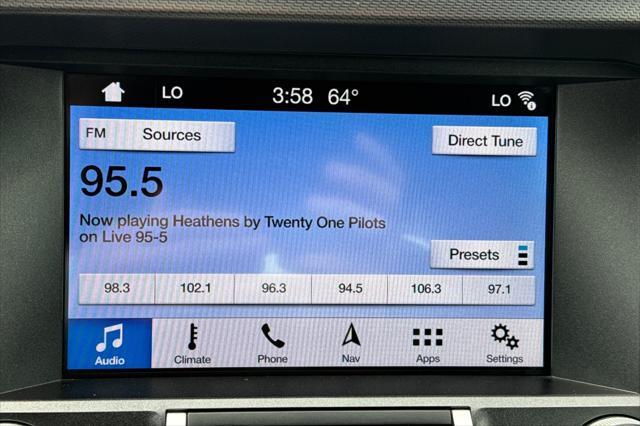 LO 3:58 64° LO
FM Sources Direct Tune
95.5
Now playing Heathens by Twenty One Pilots
on Live 95-5
Presets
98.3 102.1 96.3 94.5 106.3 97.1
Audio Climate Phone Nav Apps Settings